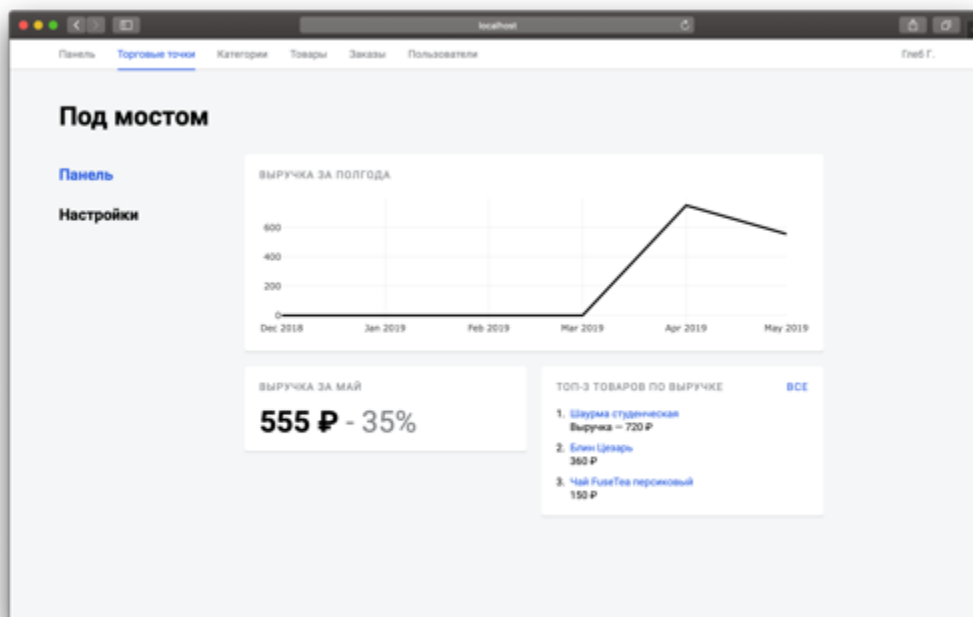 localhost
Панель Торговые точки Категории Товары Заказы Пользователи Глеб Г.
Под мостом
Панель
Настройки
ВЫРУЧКА ЗА ПОЛГОДА
600
400
200
0
Dec 2018 Jan 2019 Feb 2019 Mar 2019 Apr 2019 May 2019
ВЫРУЧКА ЗА МАЙ
555 ₽ - 35%
ТОП-3 ТОВАРОВ ПО ВЫРУЧКЕ ВСЕ
1. Шаурма студенческая
Выручка — 720 ₽
2. Блин Цезарь
360 ₽
3. Чай FuseTea персиковый
150 ₽